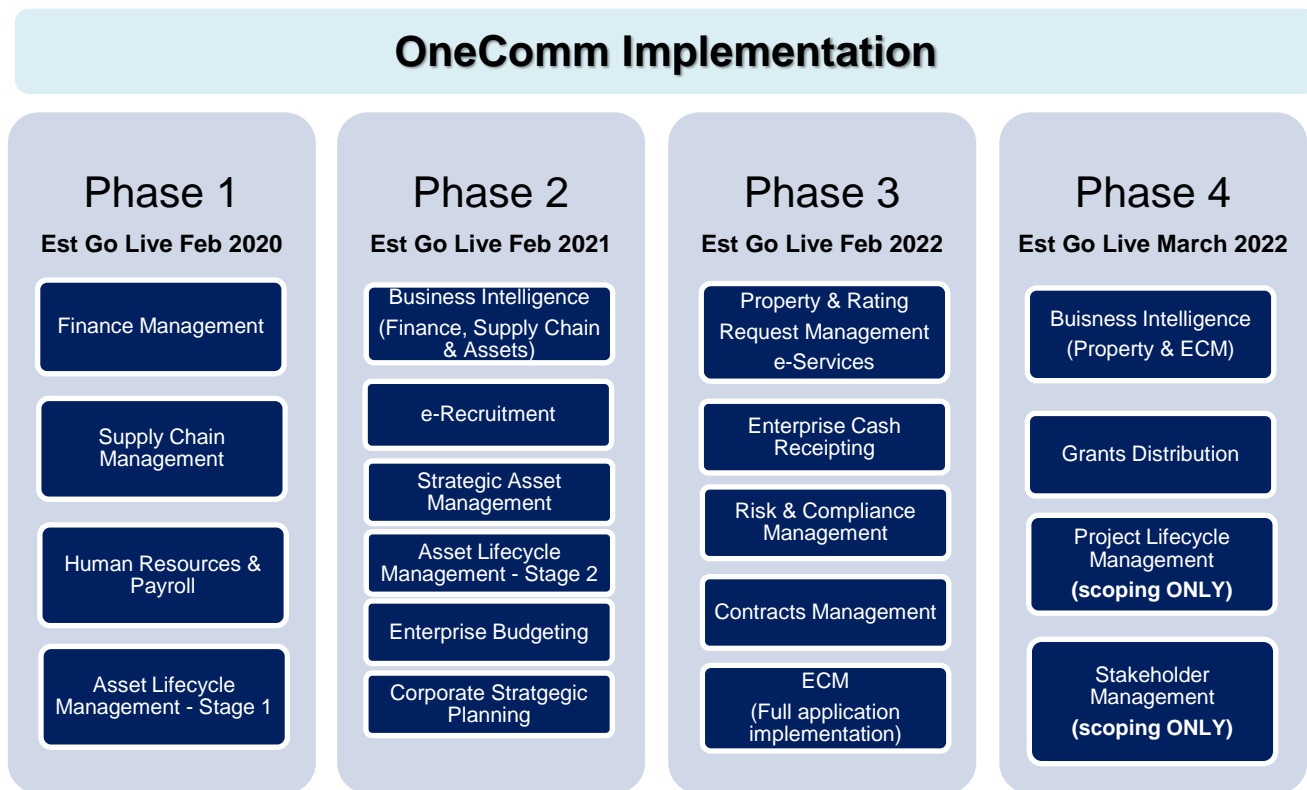 OneComm Implementation
Phase 1
Est Go Live Feb 2020
Finance Management
Supply Chain
Management
Human Resources &
Payroll
Asset Lifecycle
Management - Stage 1
Phase 2
Est Go Live Feb 2021
Business Intelligence
(Finance, Supply Chain
& Assets)
e-Recruitment
Strategic Asset
Management
Asset Lifecycle
Management - Stage 2
Enterprise Budgeting
Corporate Stratgegic
Planning
Phase 3
Est Go Live Feb 2022
Property & Rating
Request Management
e-Services
Enterprise Cash
Receipting
Risk & Compliance
Management
Contracts Management
ECM
(Full application
implementation)
Phase 4
Est Go Live March 2022
Buisness Intelligence
(Property & ECM)
Grants Distribution
Project Lifecycle
Management
(scoping ONLY)
Stakeholder
Management
(scoping ONLY)